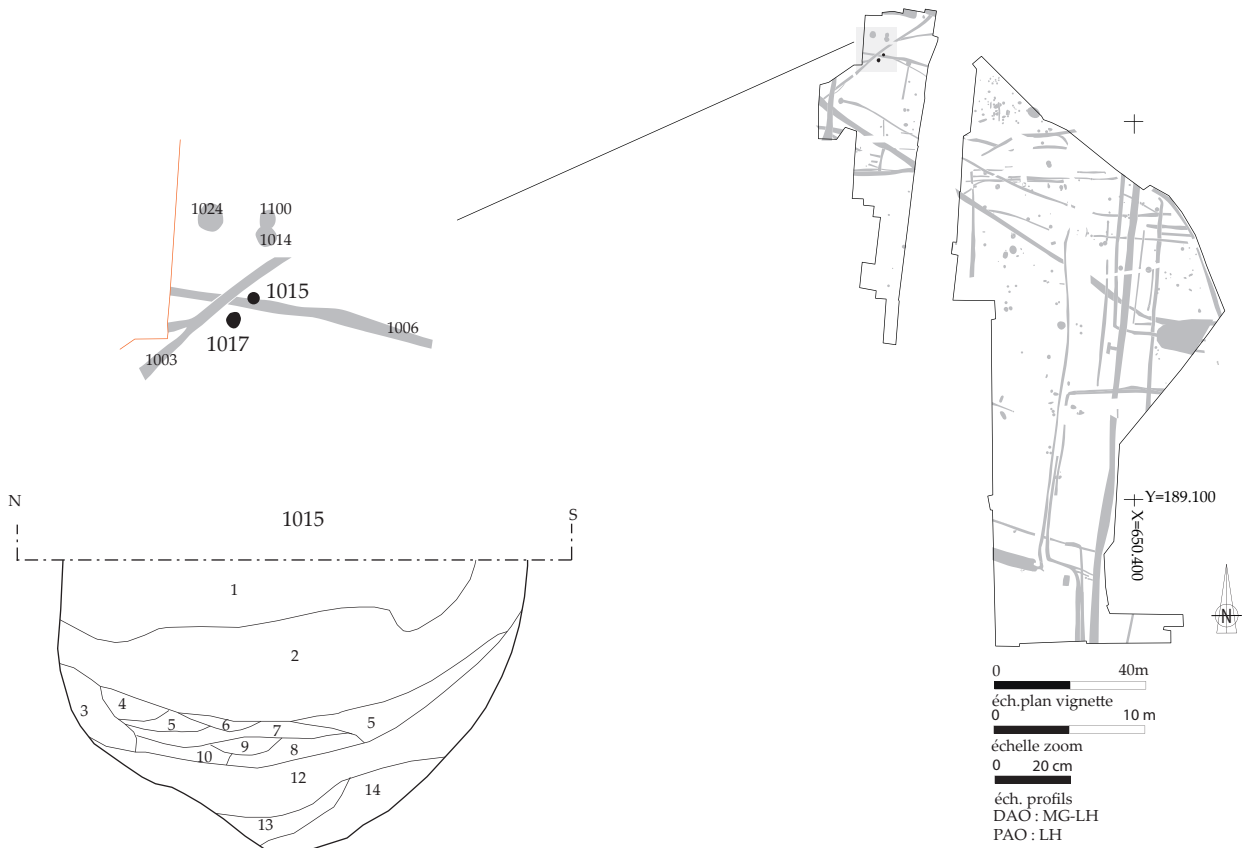 1024
1100
1014
1015
1017
1006
1003
Y=189.100
X=650.400
N
N
S
1015
1
2
3
4
5
6
7
5
8
9
10
12
13
14
0 40m
éch.plan vignette
0 10 m
échelle zoom
0 20 cm
éch. profils
DAO : MG-LH
PAO : LH